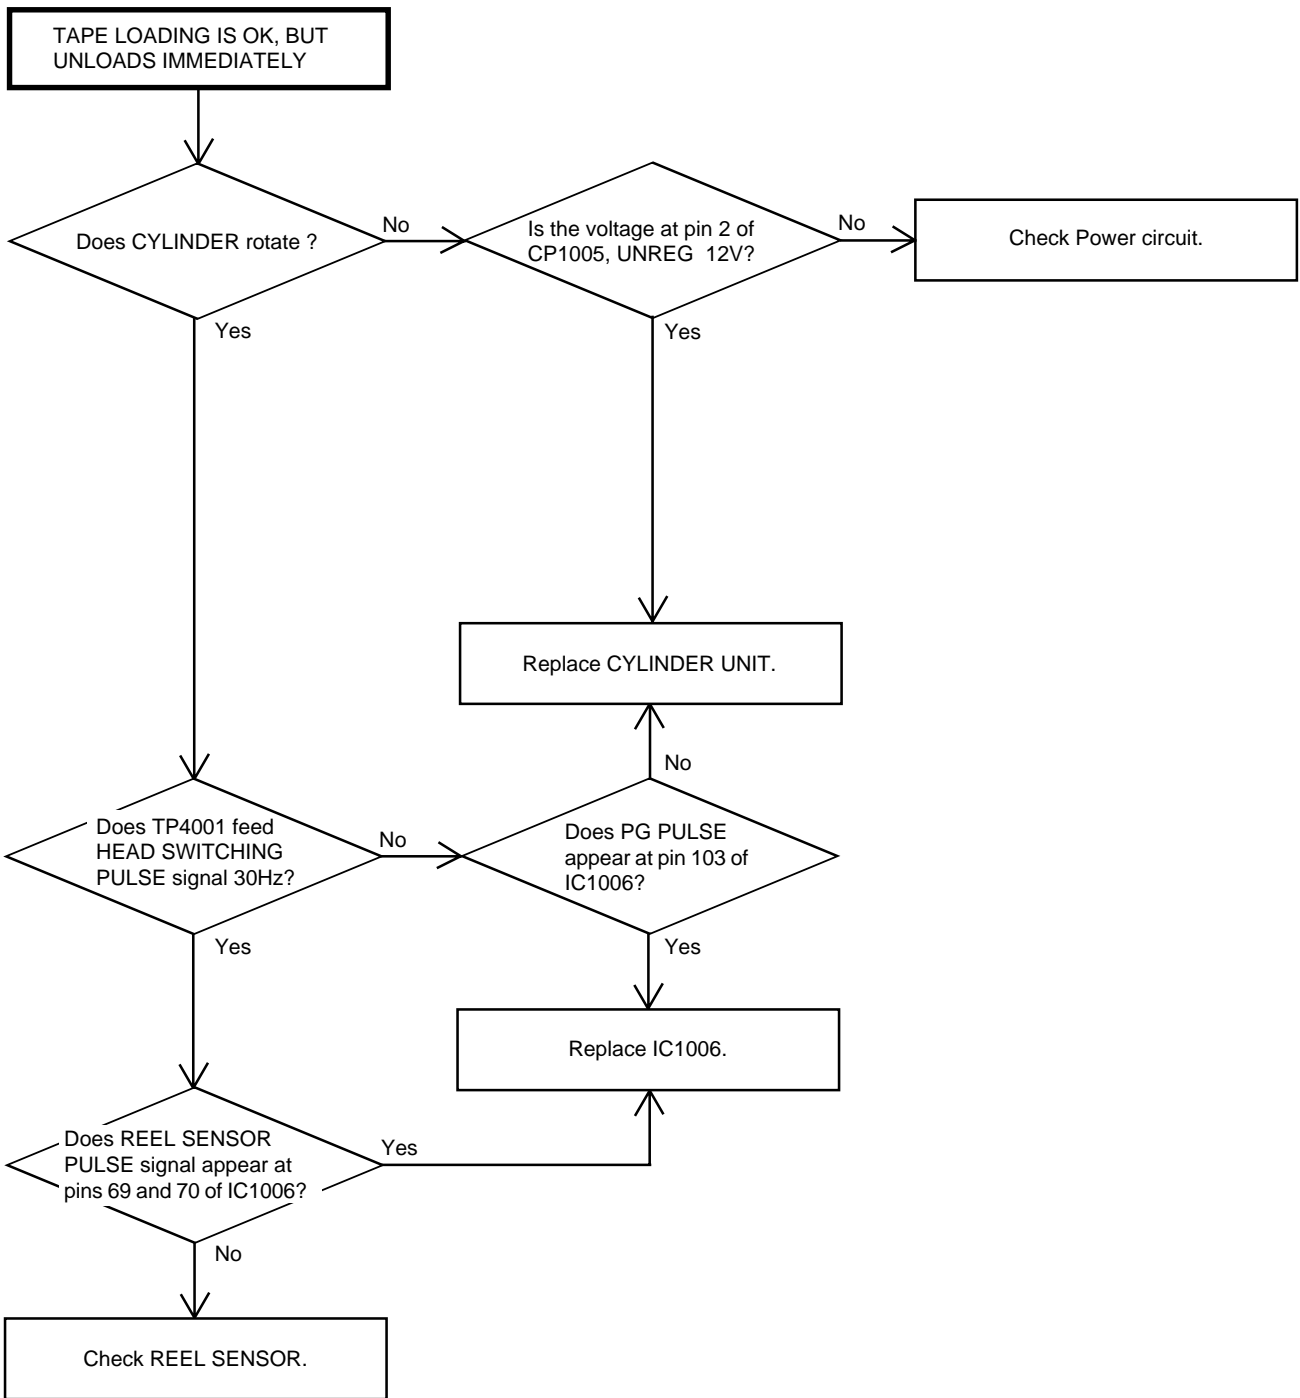 TAPE LOADING IS OK, BUT
UNLOADS IMMEDIATELY
Does CYLINDER rotate ?
No
Is the voltage at pin 2 of
CP1005, UNREG  12V?
No
Check Power circuit.
Yes
Yes
Replace CYLINDER UNIT.
No
Does TP4001 feed
HEAD SWITCHING
PULSE signal 30Hz?
No
Does PG PULSE
appear at pin 103 of
IC1006?
Yes
Yes
Replace IC1006.
Does REEL SENSOR
PULSE signal appear at
pins 69 and 70 of IC1006?
Yes
No
Check REEL SENSOR.